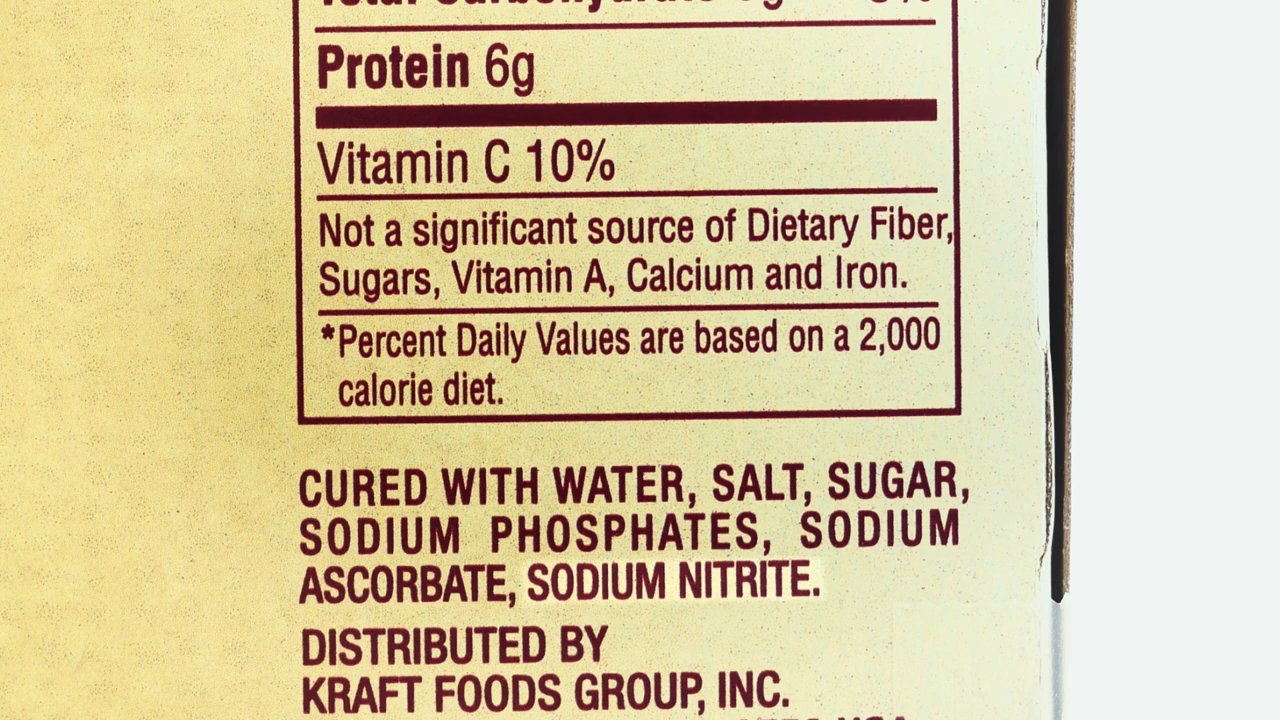 Total Carbohydrate
Protein 6g
Vitamin C 10%
Not a significant source of Dietary Fiber,
Sugars, Vitamin A, Calcium and Iron.
*Percent Daily Values are based on a 2,000
calorie diet.
CURED WITH WATER, SALT, SUGAR,
SODIUM PHOSPHATES, SODIUM
ASCORBATE, SODIUM NITRITE.
DISTRIBUTED BY
KRAFT FOODS GROUP, INC.